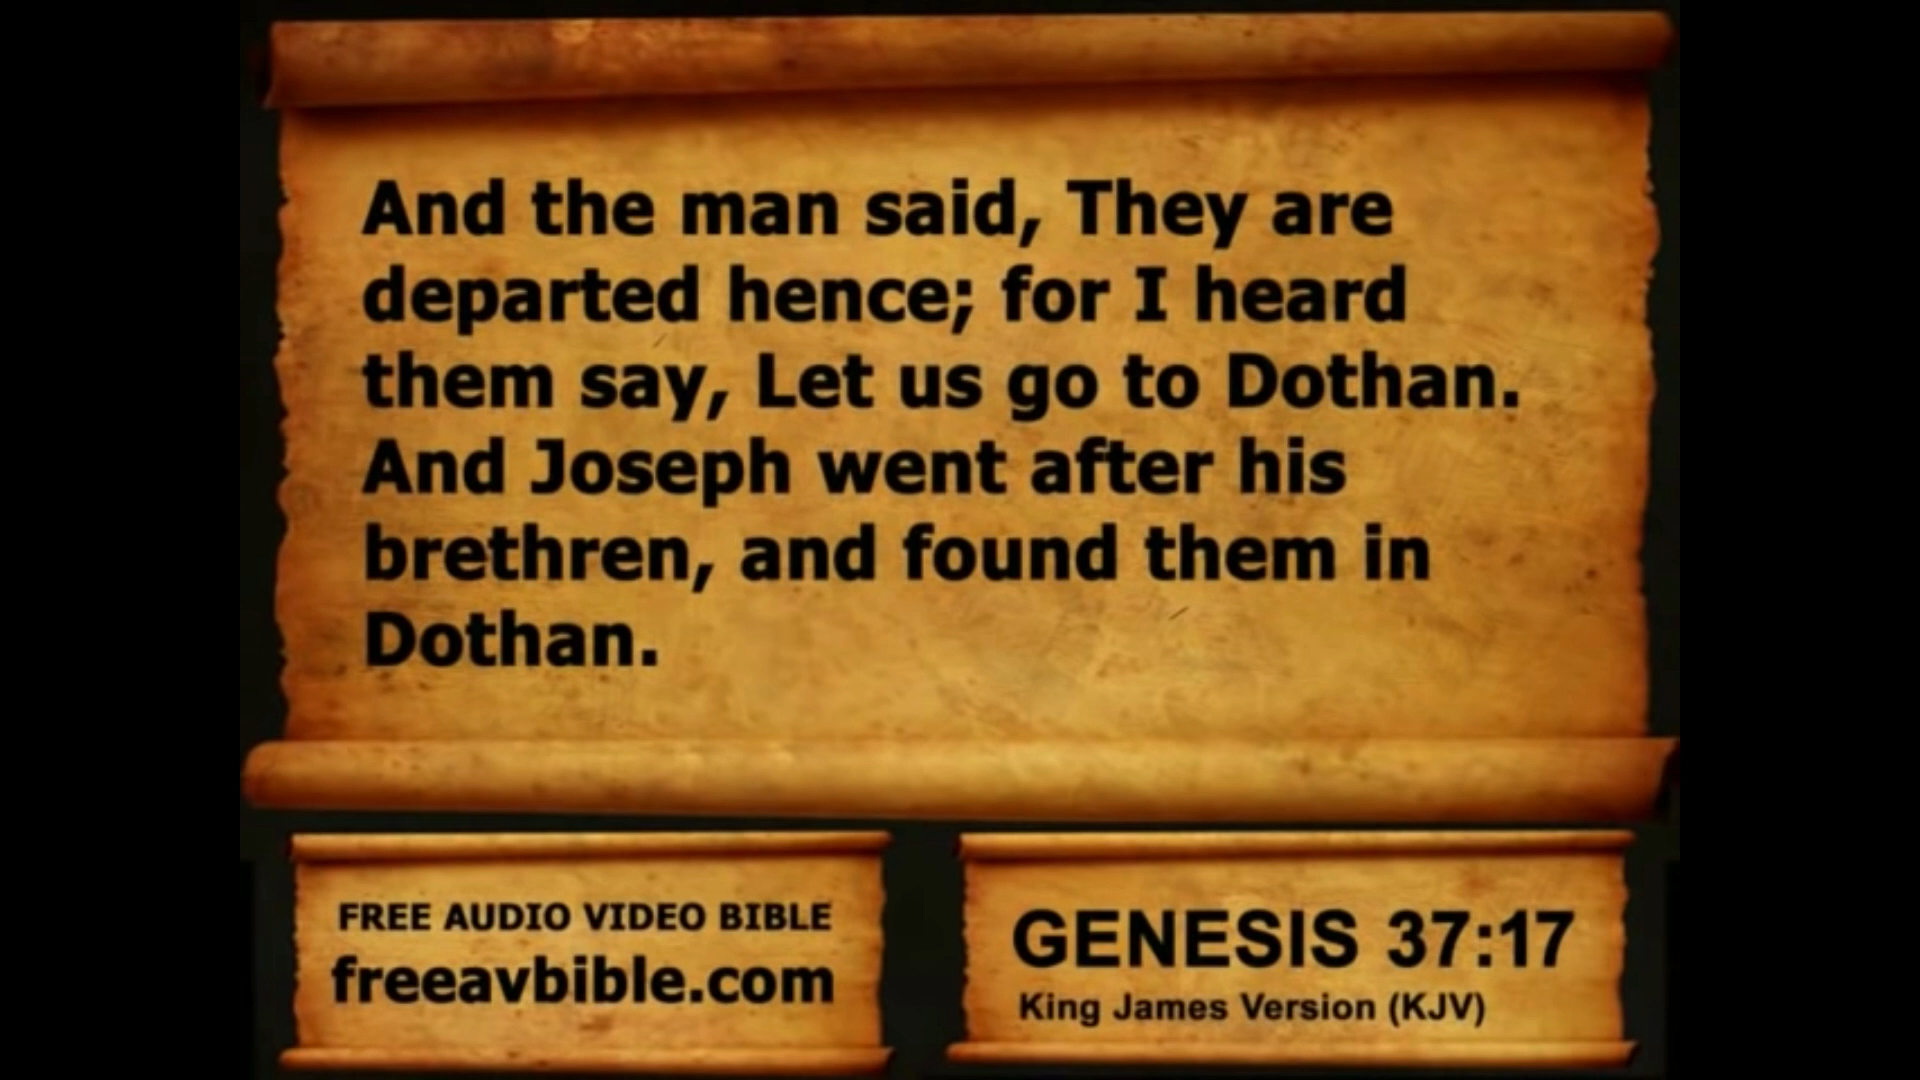 And the man said, They are
departed hence; for I heard
them say, Let us go to Dothan.
And Joseph went after his
brethren, and found them in
Dothan.
FREE AUDIO VIDEO BIBLE
freeavbible.com
GENESIS 37:17
King James Version (KJV)